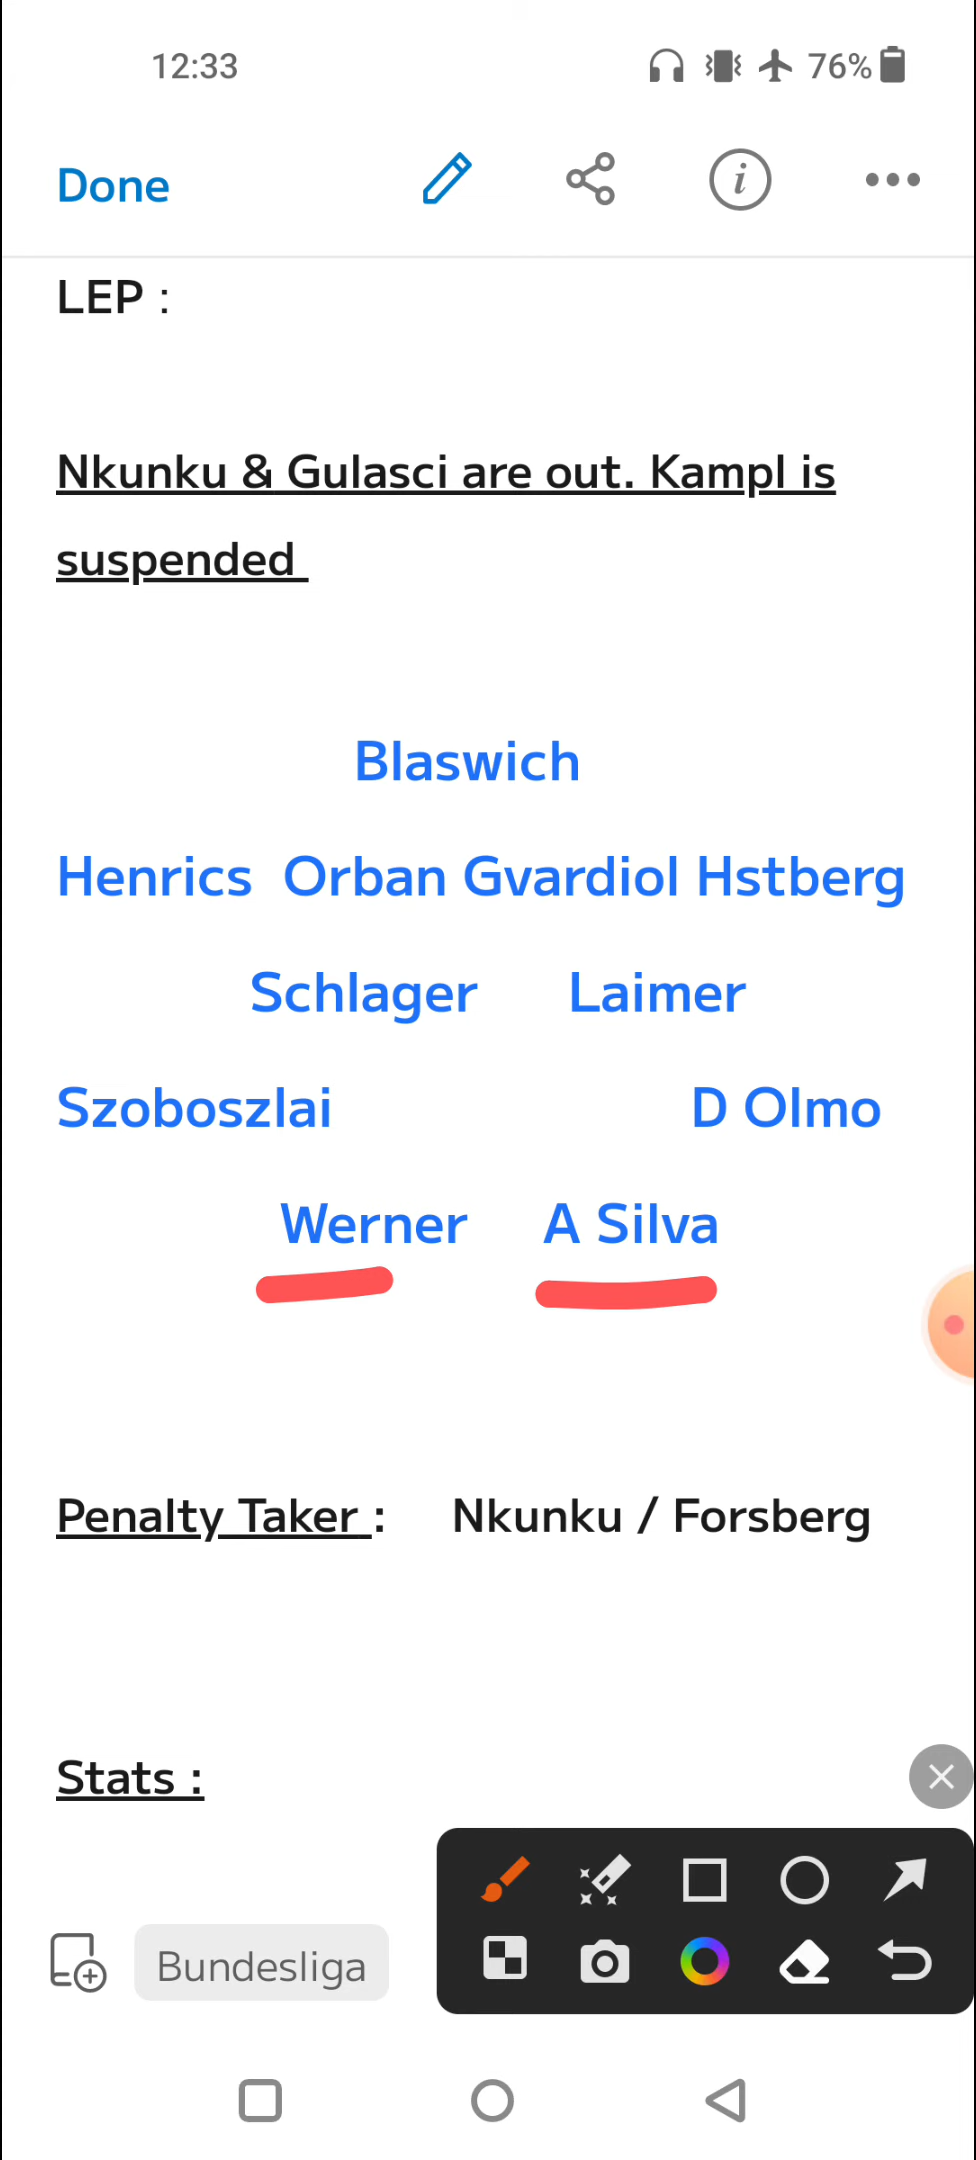 12:33
76%
Done
LEP :
Nkunku & Gulasci are out. Kampl is
suspended
Blaswich
Henrics Orban Gvardiol Hstberg
Schlager Laimer
Szoboszlai D Olmo
Werner A Silva
Penalty Taker : Nkunku / Forsberg
Stats :
Bundesliga